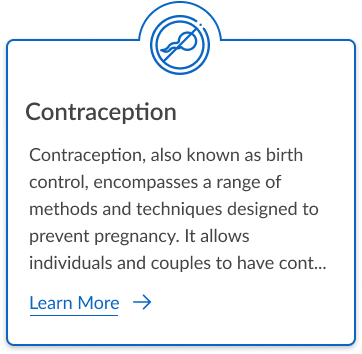 Contraception
Contraception, also known as birth
control, encompasses a range of
methods and techniques designed to
prevent pregnancy. It allows
individuals and couples to have cont...
Learn More